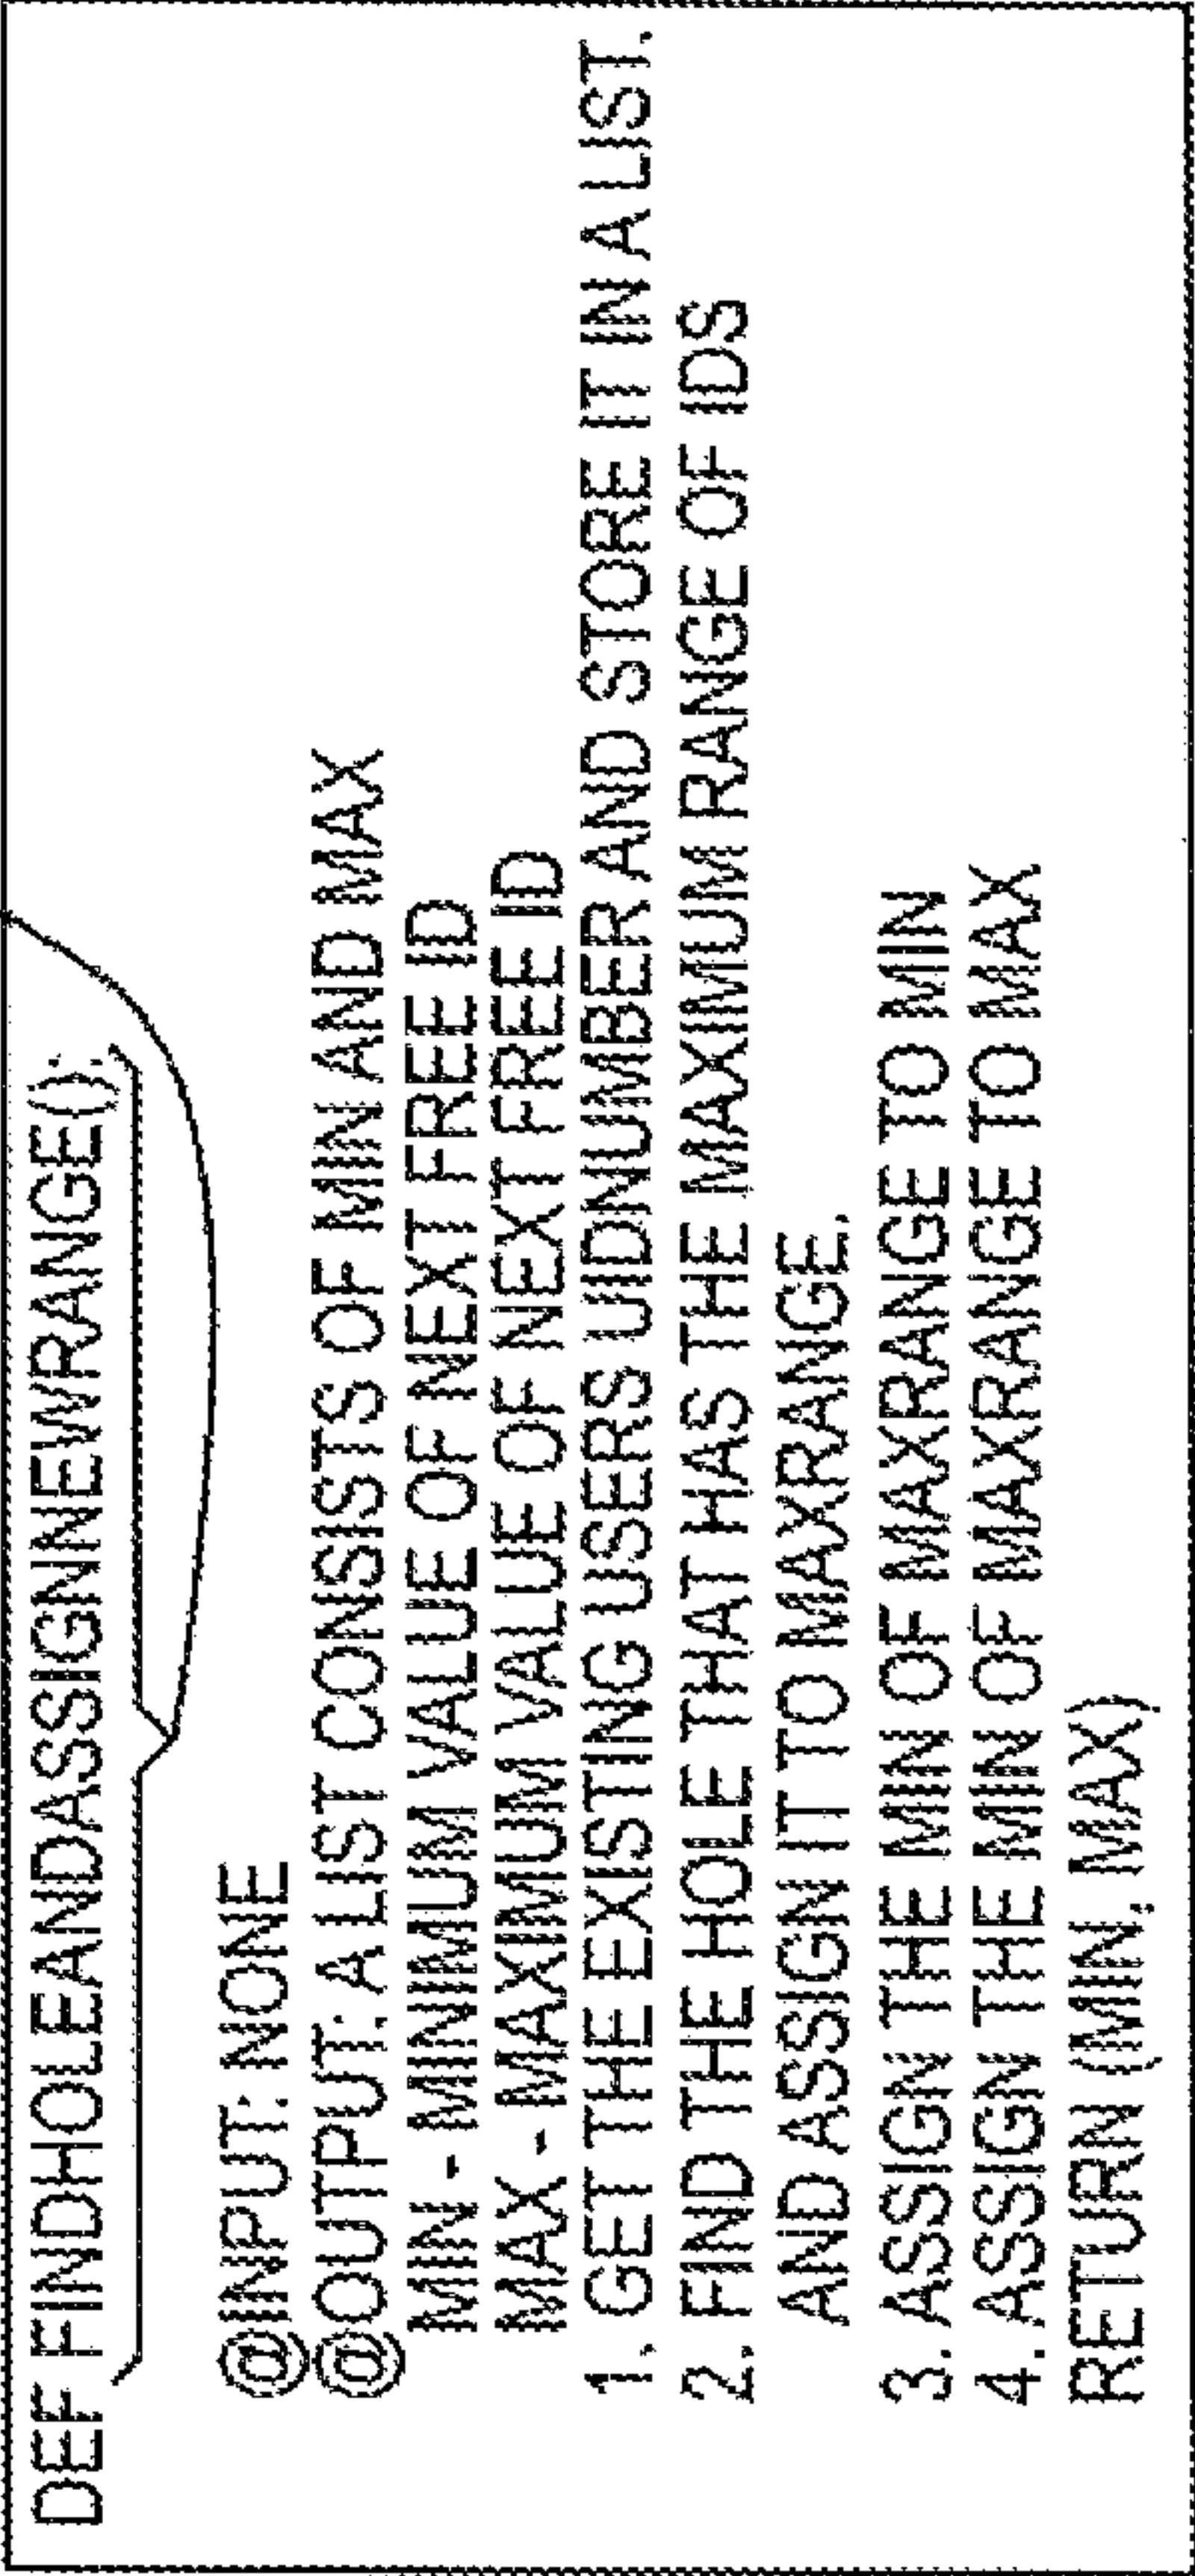 DEF FINDHOLEANDASSIGNNEWRANGE():
@INPUT: NONE
@OUTPUT: A LIST CONSISTS OF MIN AND MAX
MIN - MINIMUM VALUE OF NEXT FREE ID
MAX - MAXIMUM VALUE OF NEXT FREE ID
1. GET THE EXISTING USERS UIDNUMBER AND STORE IT IN A LIST.
2. FIND THE HOLE THAT HAS THE MAXIMUM RANGE OF IDS
AND ASSIGN IT TO MAXRANGE.
3. ASSIGN THE MIN OF MAXRANGE TO MIN
4. ASSIGN THE MIN OF MAXRANGE TO MAX
RETURN (MIN, MAX)